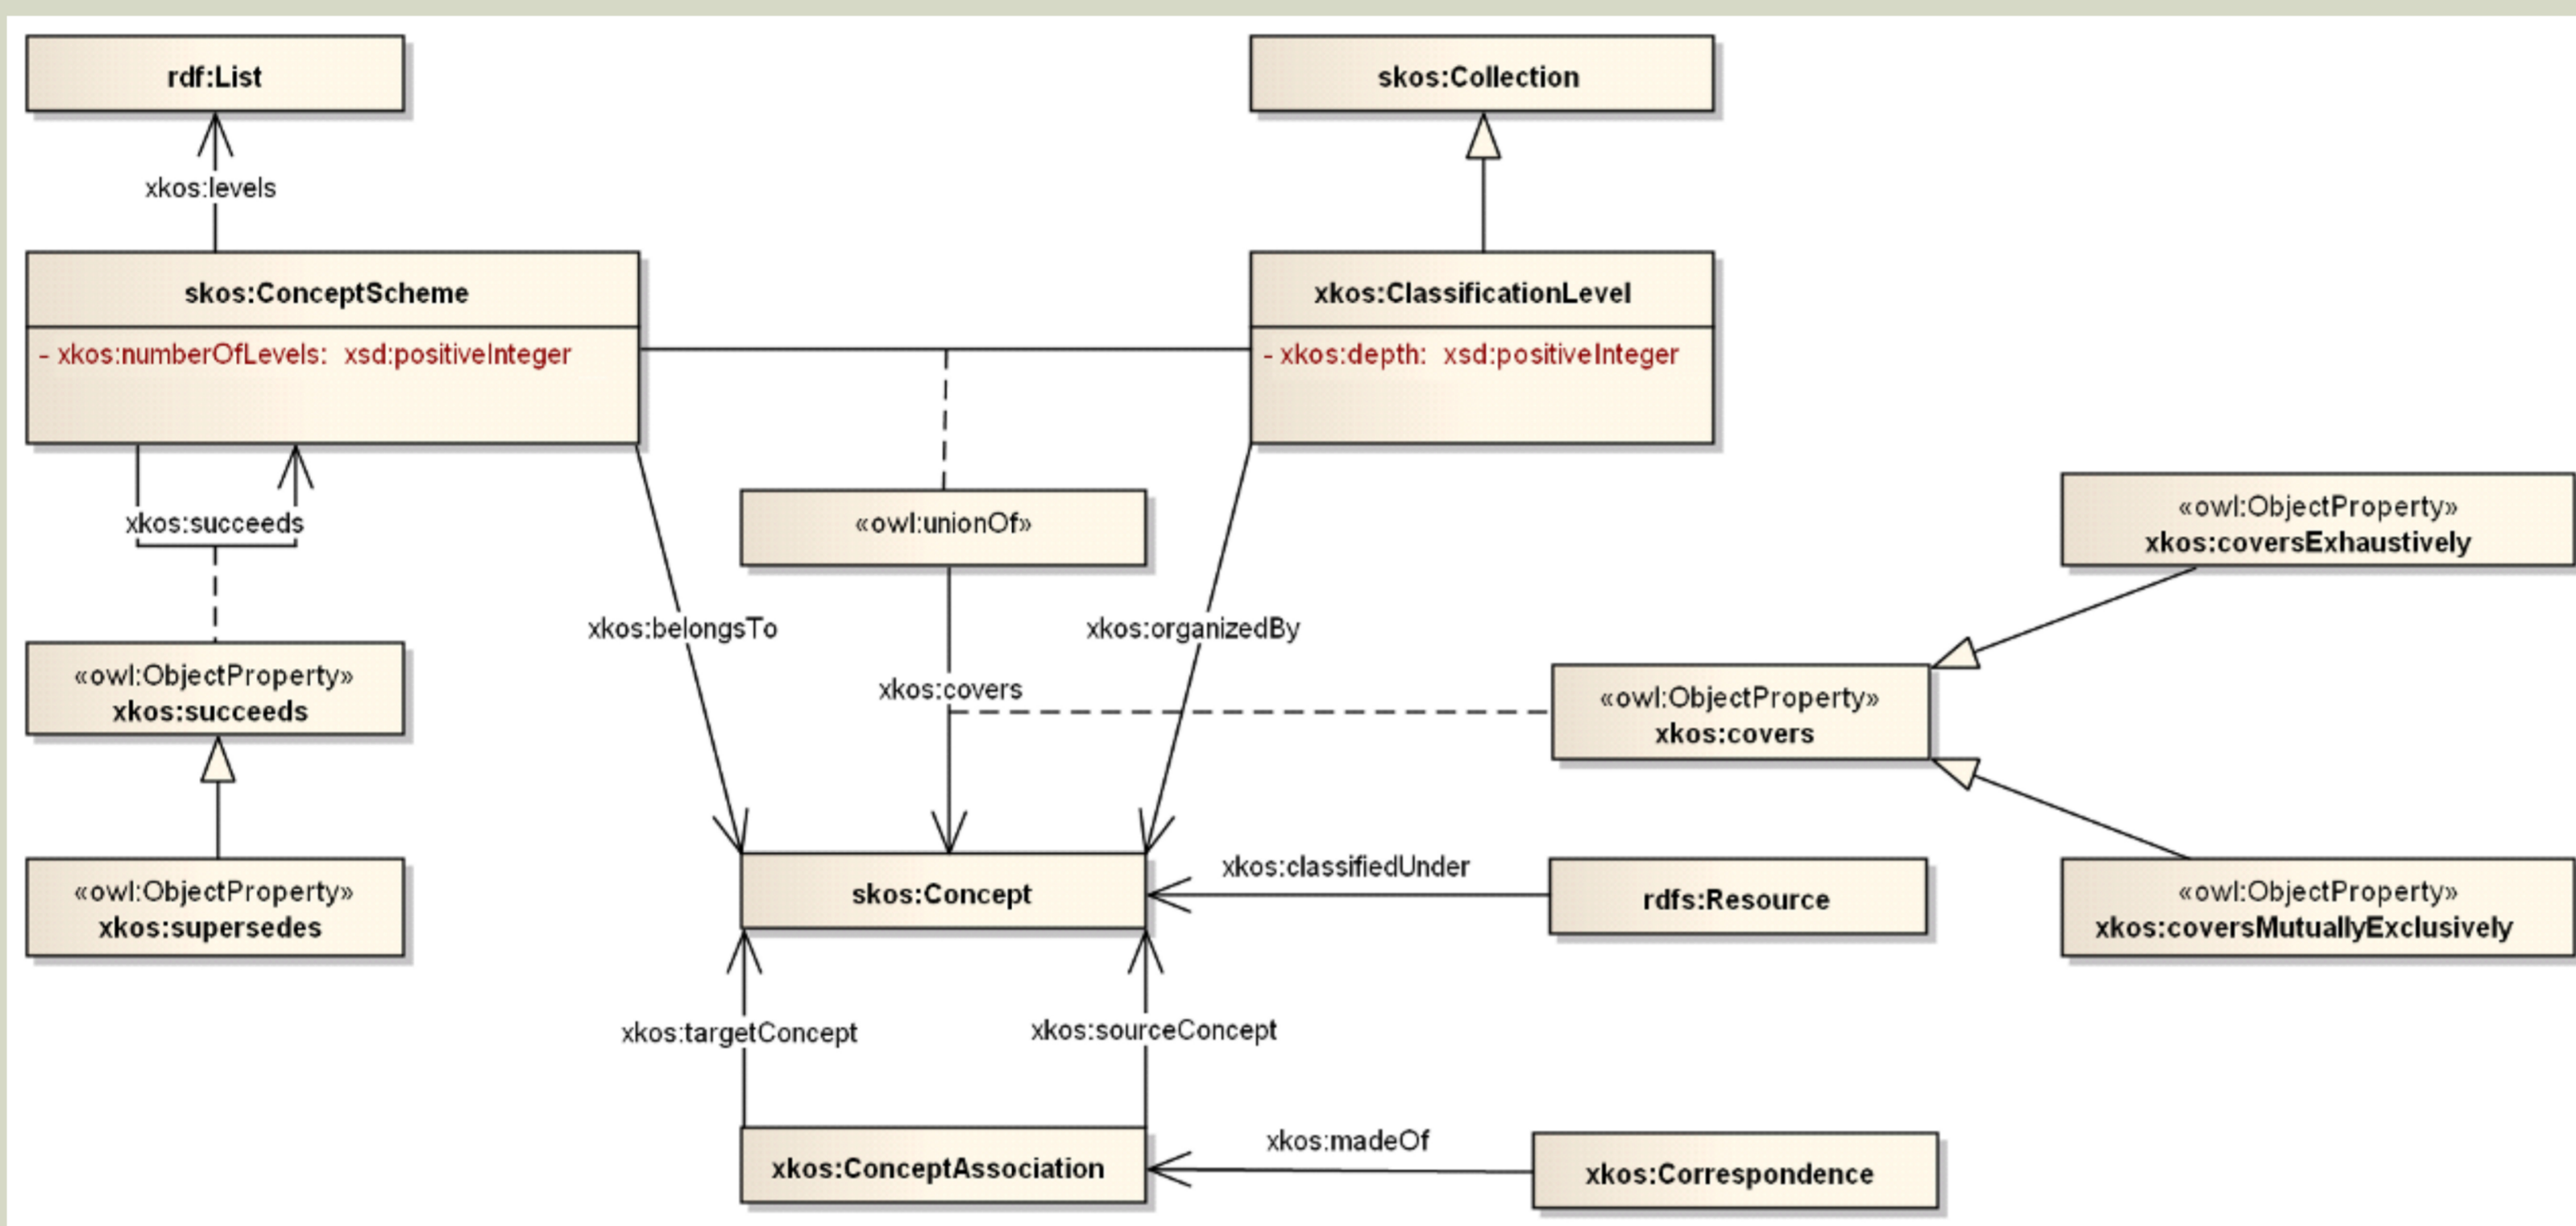 rdf:List
skos:Collection
xkos:levels
skos:ConceptScheme
- xkos:numberOfLevels: xsd:positiveInteger
xkos:ClassificationLevel
- xkos:depth: xsd:positiveInteger
xkos:succeeds
«owl:unionOf»
«owl:ObjectProperty»
xkos:coversExhaustively
xkos:belongsTo
xkos:organizedBy
«owl:ObjectProperty»
xkos:succeeds
xkos:covers
«owl:ObjectProperty»
xkos:covers
«owl:ObjectProperty»
xkos:supersedes
skos:Concept
xkos:classifiedUnder
rdfs:Resource
«owl:ObjectProperty»
xkos:coversMutuallyExclusively
xkos:targetConcept
xkos:sourceConcept
xkos:ConceptAssociation
xkos:madeOf
xkos:Correspondence